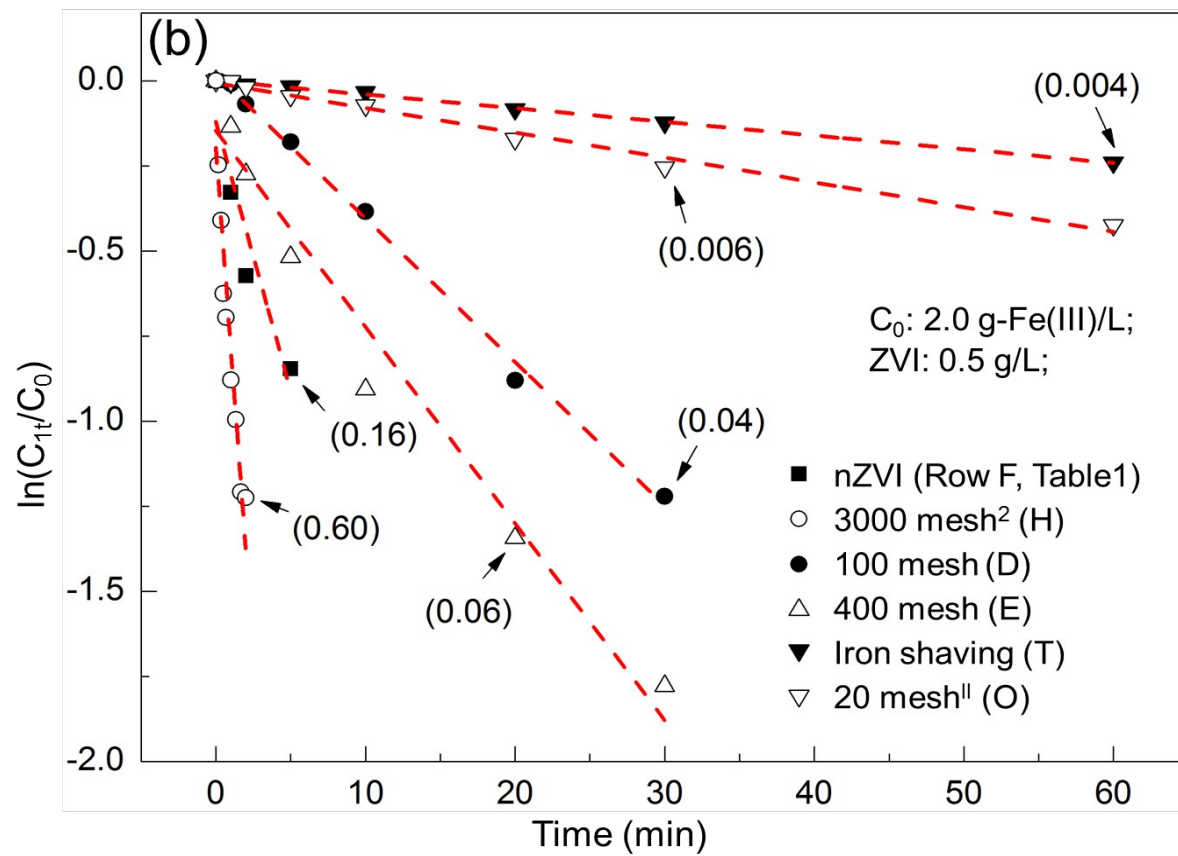 (b)
0.0
-0.5
-1.0
-1.5
-2.0
ln(C₁ₜ/C₀)
(0.004)
(0.006)
C₀: 2.0 g-Fe(III)/L;
ZVI: 0.5 g/L;
(0.16)
(0.04)
(0.60)
(0.06)
nZVI (Row F, Table1)
3000 mesh² (H)
100 mesh (D)
400 mesh (E)
Iron shaving (T)
20 meshᴵᴵ (O)
0 10 20 30 40 50 60
Time (min)